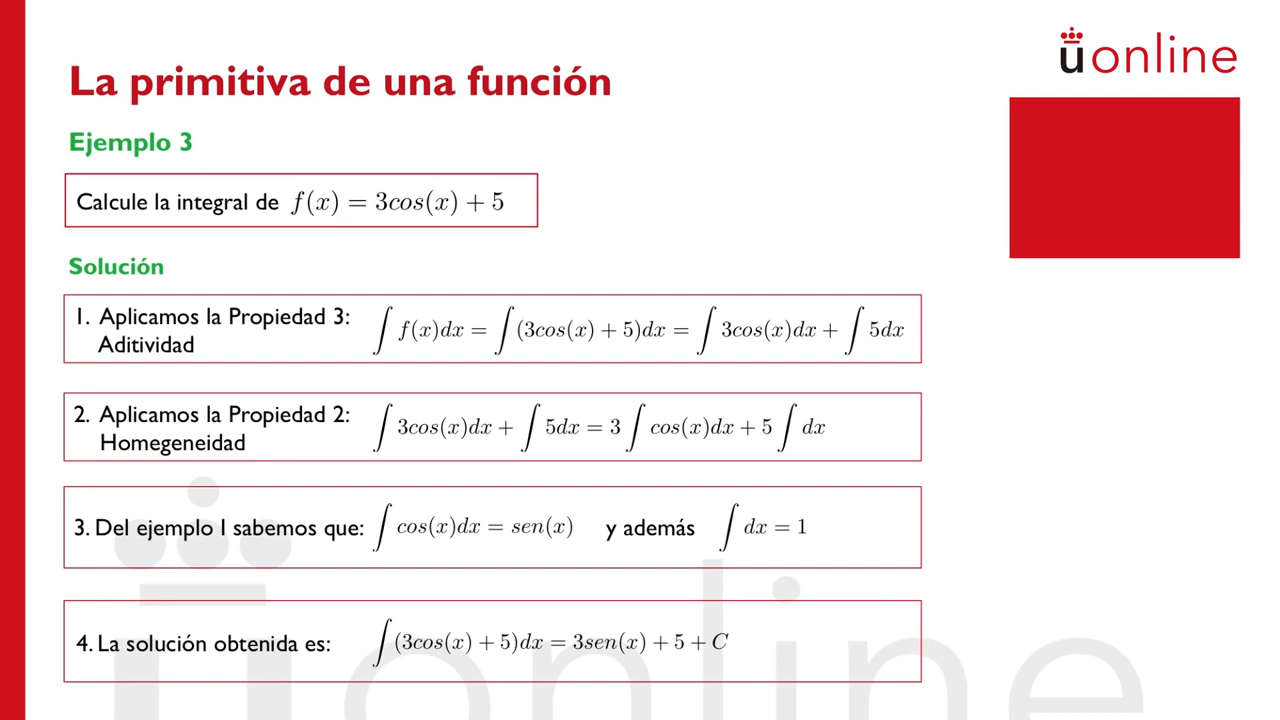 uonline
La primitiva de una función
Ejemplo 3
Calcule la integral de f(x) = 3cos(x) + 5
Solución
1. Aplicamos la Propiedad 3:
Aditividad
∫ f(x)dx = ∫ (3cos(x) + 5)dx = ∫ 3cos(x)dx + ∫ 5dx
2. Aplicamos la Propiedad 2:
Homegeneidad
∫ 3cos(x)dx + ∫ 5dx = 3 ∫ cos(x)dx + 5 ∫ dx
3. Del ejemplo 1 sabemos que: ∫ cos(x)dx = sen(x) y además ∫ dx = 1
4. La solución obtenida es: ∫ (3cos(x) + 5)dx = 3sen(x) + 5 + C
uonline